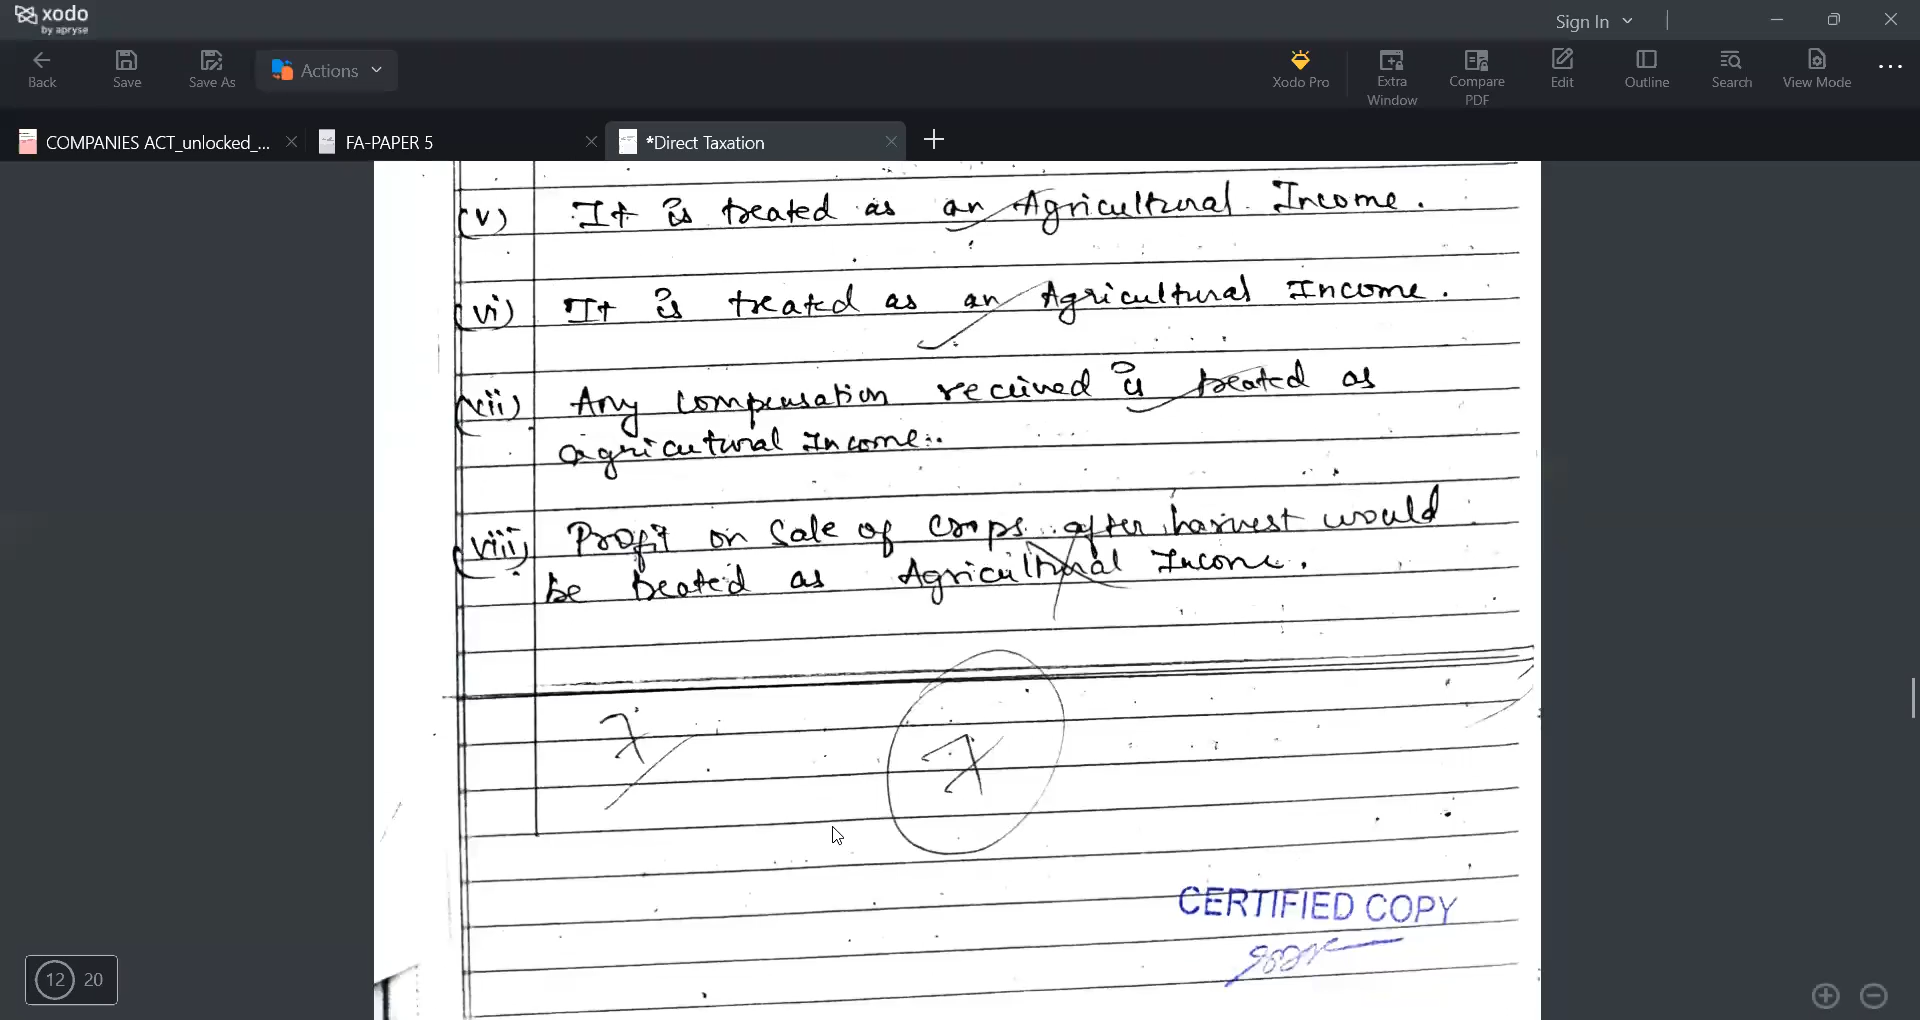 xodo
by apryse
Sign In
Back
Save
Save As
Actions
Xodo Pro
Extra
Window
Compare
PDF
Edit
Outline
Search
View Mode
COMPANIES ACT_unlocked_...
FA-PAPER 5
*Direct Taxation
(v) It is treated as an Agricultural Income.
(vi) It is treated as an Agricultural Income.
(vii) Any compensation received is treated as
agricutural Income.
(viii) Profit on Sale of Crops after harvest would
be treated as Agricultural Income.
7
7
CERTIFIED COPY
12 20